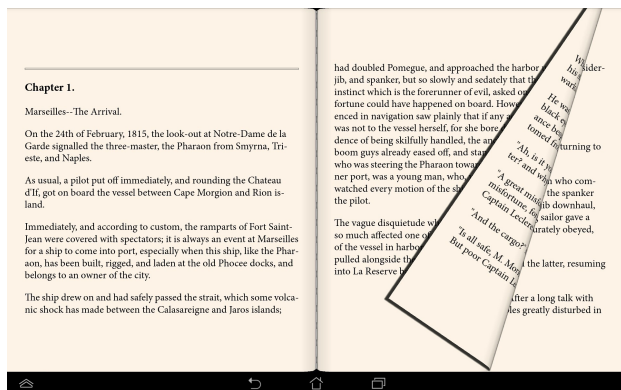 Chapter 1.
Marseilles--The Arrival.
On the 24th of February, 1815, the look-out at Notre-Dame de la
Garde signalled the three-master, the Pharaon from Smyrna, Tri-
este, and Naples.
As usual, a pilot put off immediately, and rounding the Chateau
d'If, got on board the vessel between Cape Morgion and Rion is-
land.
Immediately, and according to custom, the ramparts of Fort Saint-
Jean were covered with spectators; it is always an event at Marseilles
for a ship to come into port, especially when this ship, like the Phar-
aon, has been built, rigged, and laden at the old Phocee docks, and
belongs to an owner of the city.
The ship drew on and had safely passed the strait, which some volca-
nic shock has made between the Calasareigne and Jaros islands;
had doubled Pomegue, and approached the harbor
jib, and spanker, but so slowly and sedately that
instinct which is the forerunner of evil, asked
fortune could have happened on board.
enced in navigation saw plainly that if any
was not to the vessel herself, for she bore
dence of being skilfully handled, the
boom guys already eased off, and
who was steering the Pharaon
ner port, was a young man, who
watched every motion of the
the pilot.
The vague disquietude
so much affected one of
of the vessel in
pulled alongside
into La Reserve
his
He
black
"Ah, is it
ter? and
"A great
misfortune,
Captain
"And the cargo?"
"Is all safe, M.
But poor Captain
sider-
turning to
who com-
the spanker
jib downhaul,
sailor gave a
urately obeyed,
the latter, resuming
After a long talk with
greatly disturbed in